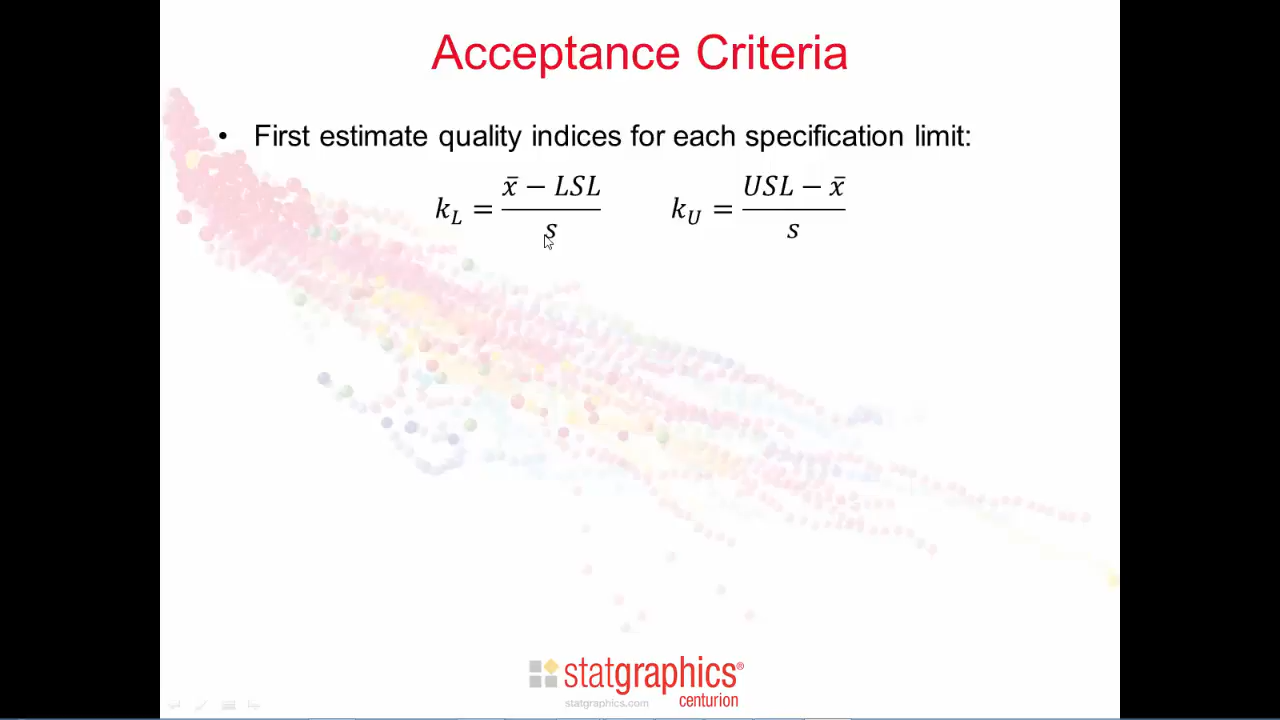 Acceptance Criteria
• First estimate quality indices for each specification limit:
k_L = (x̄ − LSL) / s    k_U = (USL − x̄) / s
statgraphics®
centurion
statgraphics.com